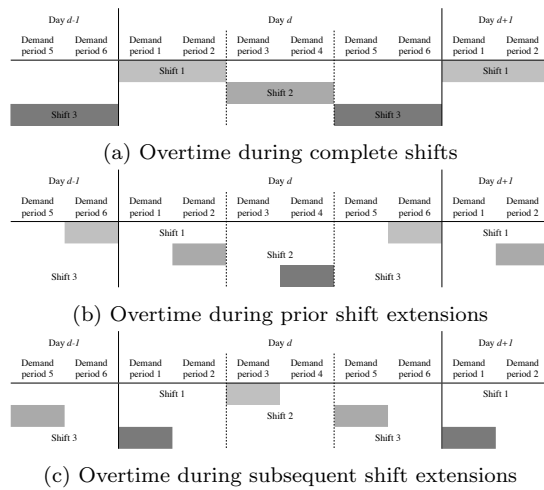 Day d-1 Day d Day d+1
Demand period 5 Demand period 6 Demand period 1 Demand period 2 Demand period 3 Demand period 4 Demand period 5 Demand period 6 Demand period 1 Demand period 2
Shift 1 Shift 1
Shift 2
Shift 3 Shift 3
(a) Overtime during complete shifts
Day d-1 Day d Day d+1
Demand period 5 Demand period 6 Demand period 1 Demand period 2 Demand period 3 Demand period 4 Demand period 5 Demand period 6 Demand period 1 Demand period 2
Shift 1 Shift 1
Shift 2
Shift 3 Shift 3
(b) Overtime during prior shift extensions
Day d-1 Day d Day d+1
Demand period 5 Demand period 6 Demand period 1 Demand period 2 Demand period 3 Demand period 4 Demand period 5 Demand period 6 Demand period 1 Demand period 2
Shift 1 Shift 1
Shift 2
Shift 3 Shift 3
(c) Overtime during subsequent shift extensions